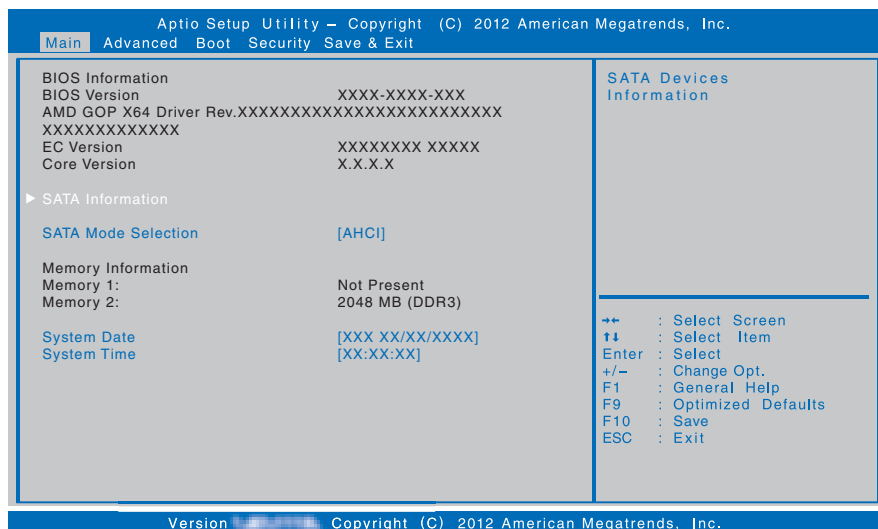 Aptio Setup Utility – Copyright (C) 2012 American Megatrends, Inc.
Main Advanced Boot Security Save & Exit
BIOS Information
BIOS Version XXXX-XXXX-XXX
AMD GOP X64 Driver Rev.XXXXXXXXXXXXXXXXXXXXXXXXX
XXXXXXXXXXXXX
EC Version XXXXXXXX XXXXX
Core Version X.X.X.X
▶ SATA Information
SATA Mode Selection [AHCI]
Memory Information
Memory 1: Not Present
Memory 2: 2048 MB (DDR3)
System Date [XXX XX/XX/XXXX]
System Time [XX:XX:XX]
SATA Devices
Information
→← : Select Screen
↑↓ : Select Item
Enter : Select
+/– : Change Opt.
F1 : General Help
F9 : Optimized Defaults
F10 : Save
ESC : Exit
Version Copyright (C) 2012 American Megatrends, Inc.